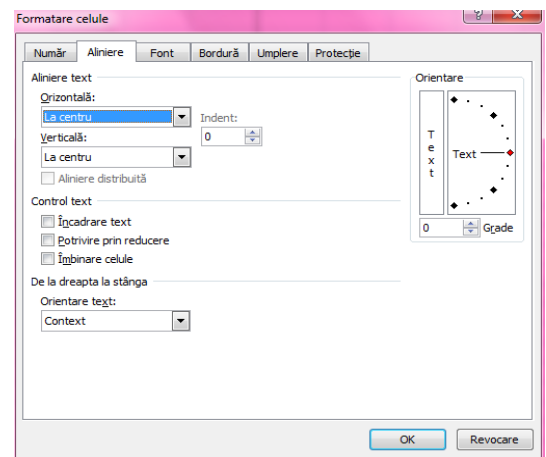 Formatare celule
?
X
Număr Aliniere Font Bordură Umplere Protecție
Aliniere text
Orizontală:
La centru
Indent:
0
Verticală:
La centru
Aliniere distribuită
Control text
Încadrare text
Potrivire prin reducere
Îmbinare celule
De la dreapta la stânga
Orientare text:
Context
Orientare
T
e
x
t
Text
0 Grade
OK Revocare